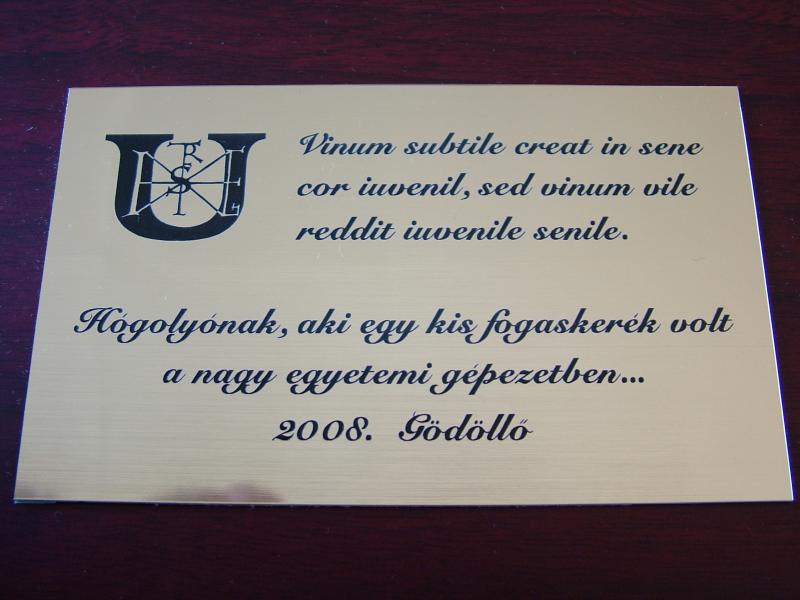 Vinum subtile creat in sene
cor iuvenil, sed vinum vile
reddit iuvenile senile.
Hógolyónak, aki egy kis fogaskerék volt
a nagy egyetemi gépezetben...
2008. Gödöllő